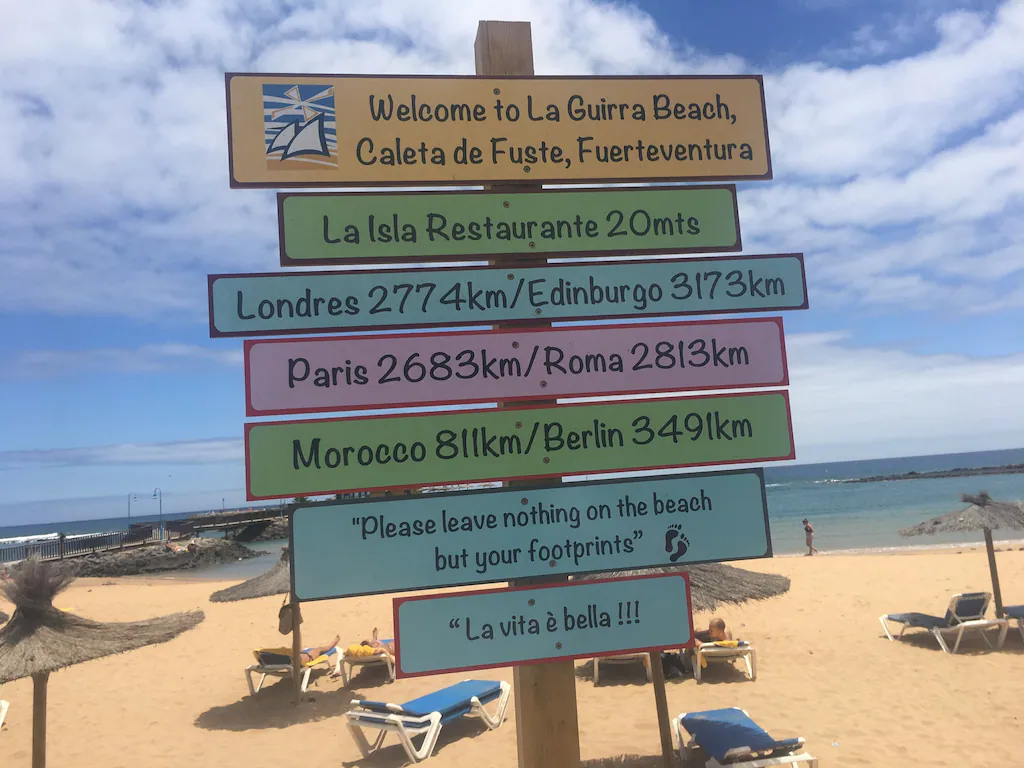 Welcome to La Guirra Beach,
Caleta de Fuste, Fuerteventura
La Isla Restaurante 20mts
Londres 2774km/Edinburgo 3173km
Paris 2683km/Roma 2813km
Morocco 811km/Berlin 3491km
"Please leave nothing on the beach
but your footprints"
"La vita è bella !!!